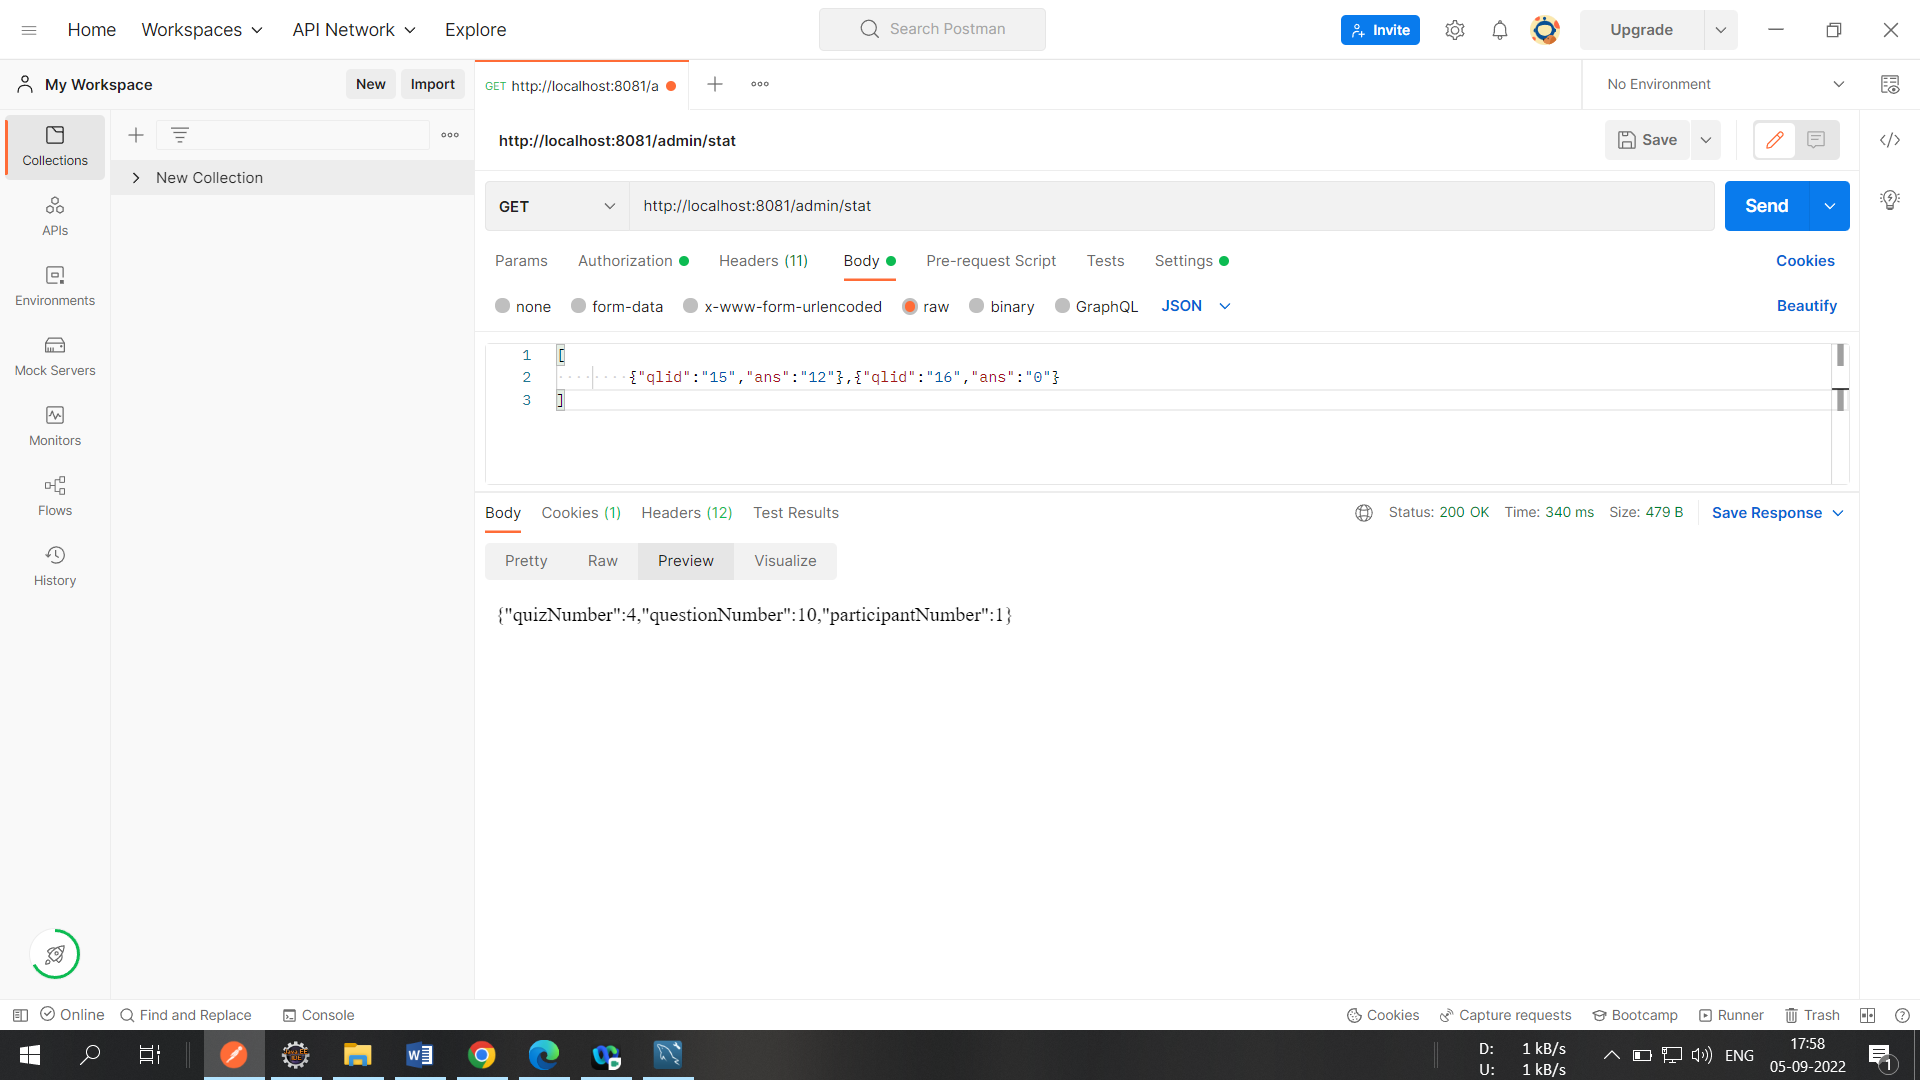 Home Workspaces API Network Explore Search Postman Invite Upgrade
My Workspace New Import GET http://localhost:8081/a No Environment
http://localhost:8081/admin/stat Save
Collections
New Collection
GET http://localhost:8081/admin/stat Send
APIs
Params Authorization Headers (11) Body Pre-request Script Tests Settings Cookies
Environments
none form-data x-www-form-urlencoded raw binary GraphQL JSON Beautify
1 [
2 {"qlid":"15","ans":"12"},{"qlid":"16","ans":"0"}
3 ]
Mock Servers
Monitors
Flows
Body Cookies (1) Headers (12) Test Results Status: 200 OK Time: 340 ms Size: 479 B Save Response
Pretty Raw Preview Visualize
History
{"quizNumber":4,"questionNumber":10,"participantNumber":1}
Online Find and Replace Console Cookies Capture requests Bootcamp Runner Trash
D: 1 kB/s
U: 1 kB/s
ENG
17:58
05-09-2022
1